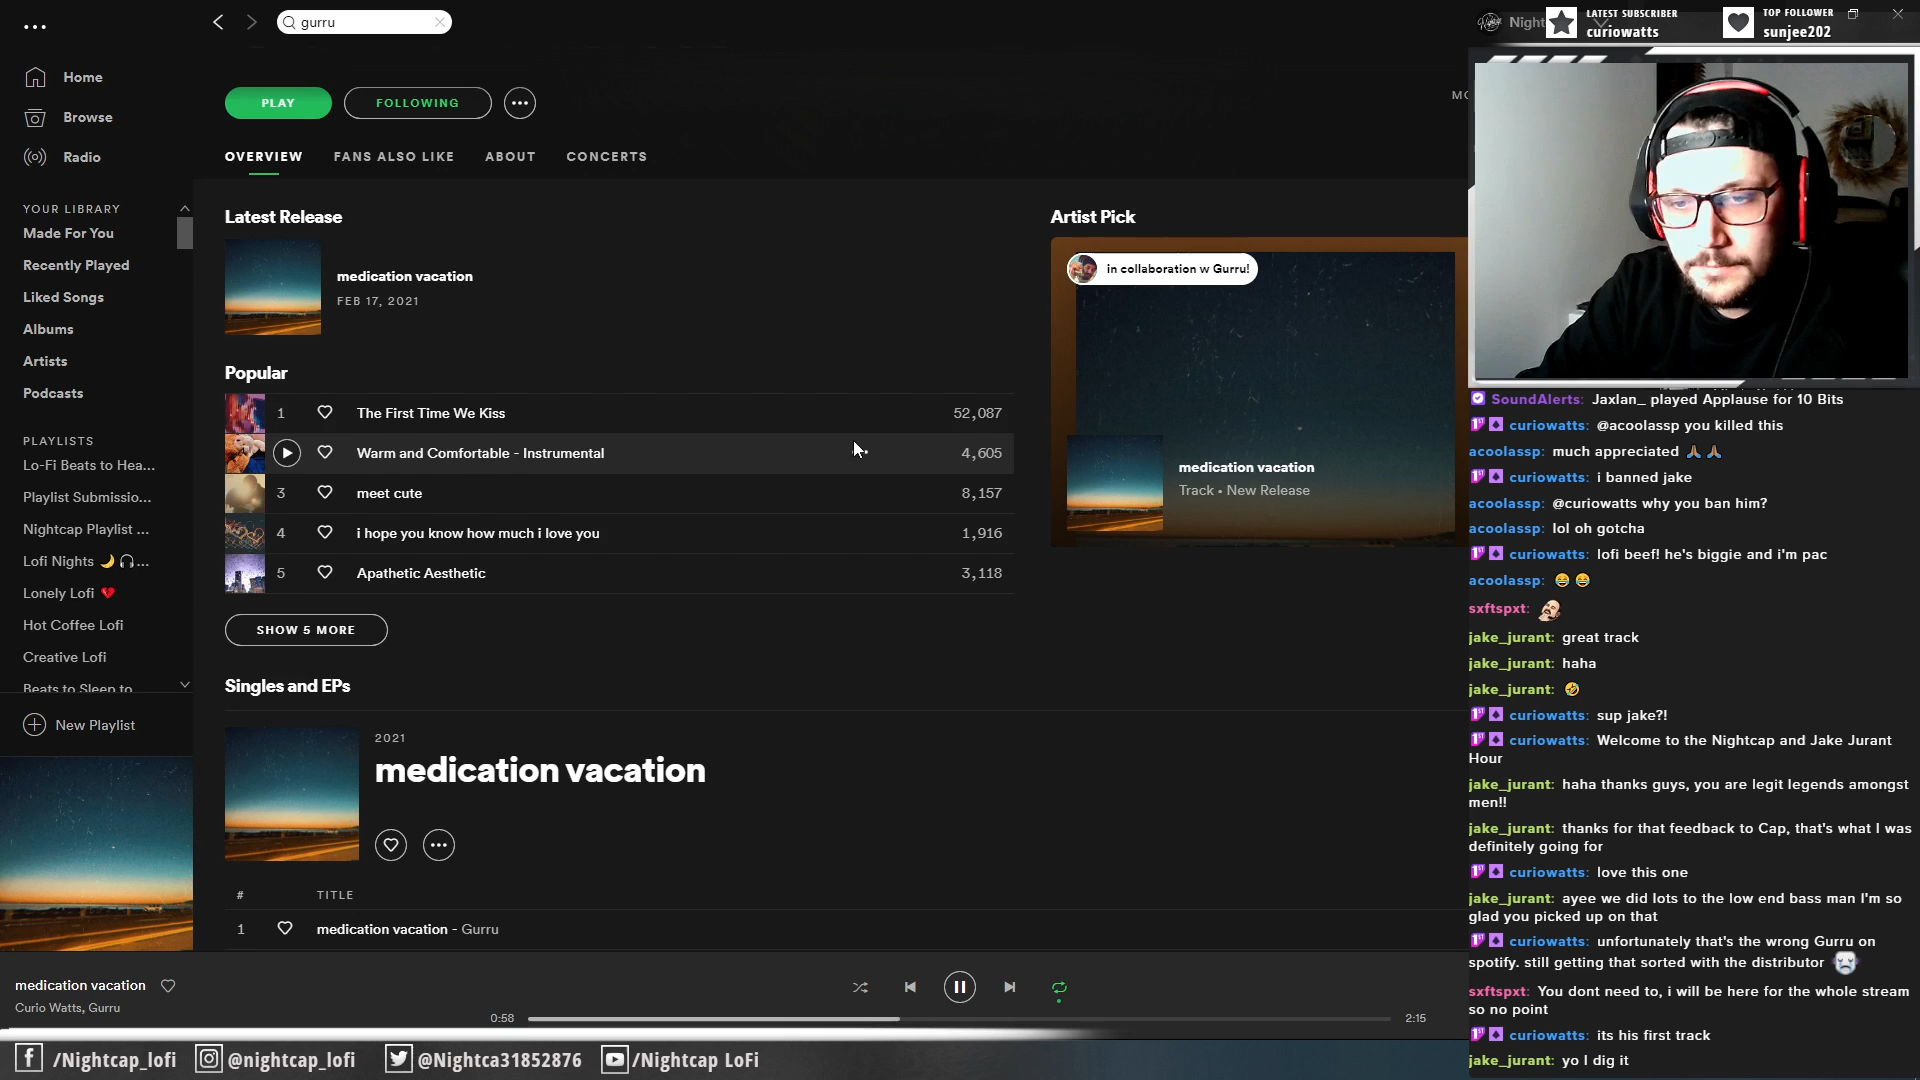 gurru
Home
Browse
Radio
YOUR LIBRARY
Made For You
Recently Played
Liked Songs
Albums
Artists
Podcasts
PLAYLISTS
Lo-Fi Beats to Hea...
Playlist Submissio...
Nightcap Playlist ...
Lofi Nights 🌙🎧...
Lonely Lofi 💔
Hot Coffee Lofi
Creative Lofi
Beats to Sleep to
New Playlist
PLAY
FOLLOWING
OVERVIEW
FANS ALSO LIKE
ABOUT
CONCERTS
Latest Release
medication vacation
FEB 17, 2021
Popular
1 The First Time We Kiss 52,087
Warm and Comfortable - Instrumental 4,605
3 meet cute 8,157
4 i hope you know how much i love you 1,916
5 Apathetic Aesthetic 3,118
SHOW 5 MORE
Artist Pick
in collaboration w Gurru!
medication vacation
Track • New Release
Singles and EPs
2021
medication vacation
# TITLE
1 medication vacation - Gurru
medication vacation
Curio Watts, Gurru
0:58
2:15
/Nightcap_lofi
@nightcap_lofi
@Nightca31852876
/Nightcap LoFi
Night
LATEST SUBSCRIBER
curiowatts
TOP FOLLOWER
sunjee202
SoundAlerts: Jaxlan_ played Applause for 10 Bits
curiowatts: @acoolassp you killed this
acoolassp: much appreciated 🙏🏾 🙏🏾
curiowatts: i banned jake
acoolassp: @curiowatts why you ban him?
acoolassp: lol oh gotcha
curiowatts: lofi beef! he's biggie and i'm pac
acoolassp: 😂 😂
sxftspxt:
jake_jurant: great track
jake_jurant: haha
jake_jurant: 🤣
curiowatts: sup jake?!
curiowatts: Welcome to the Nightcap and Jake Jurant
Hour
jake_jurant: haha thanks guys, you are legit legends amongst
men!!
jake_jurant: thanks for that feedback to Cap, that's what I was
definitely going for
curiowatts: love this one
jake_jurant: ayee we did lots to the low end bass man I'm so
glad you picked up on that
curiowatts: unfortunately that's the wrong Gurru on
spotify. still getting that sorted with the distributor
sxftspxt: You dont need to, i will be here for the whole stream
so no point
curiowatts: its his first track
jake_jurant: yo I dig it